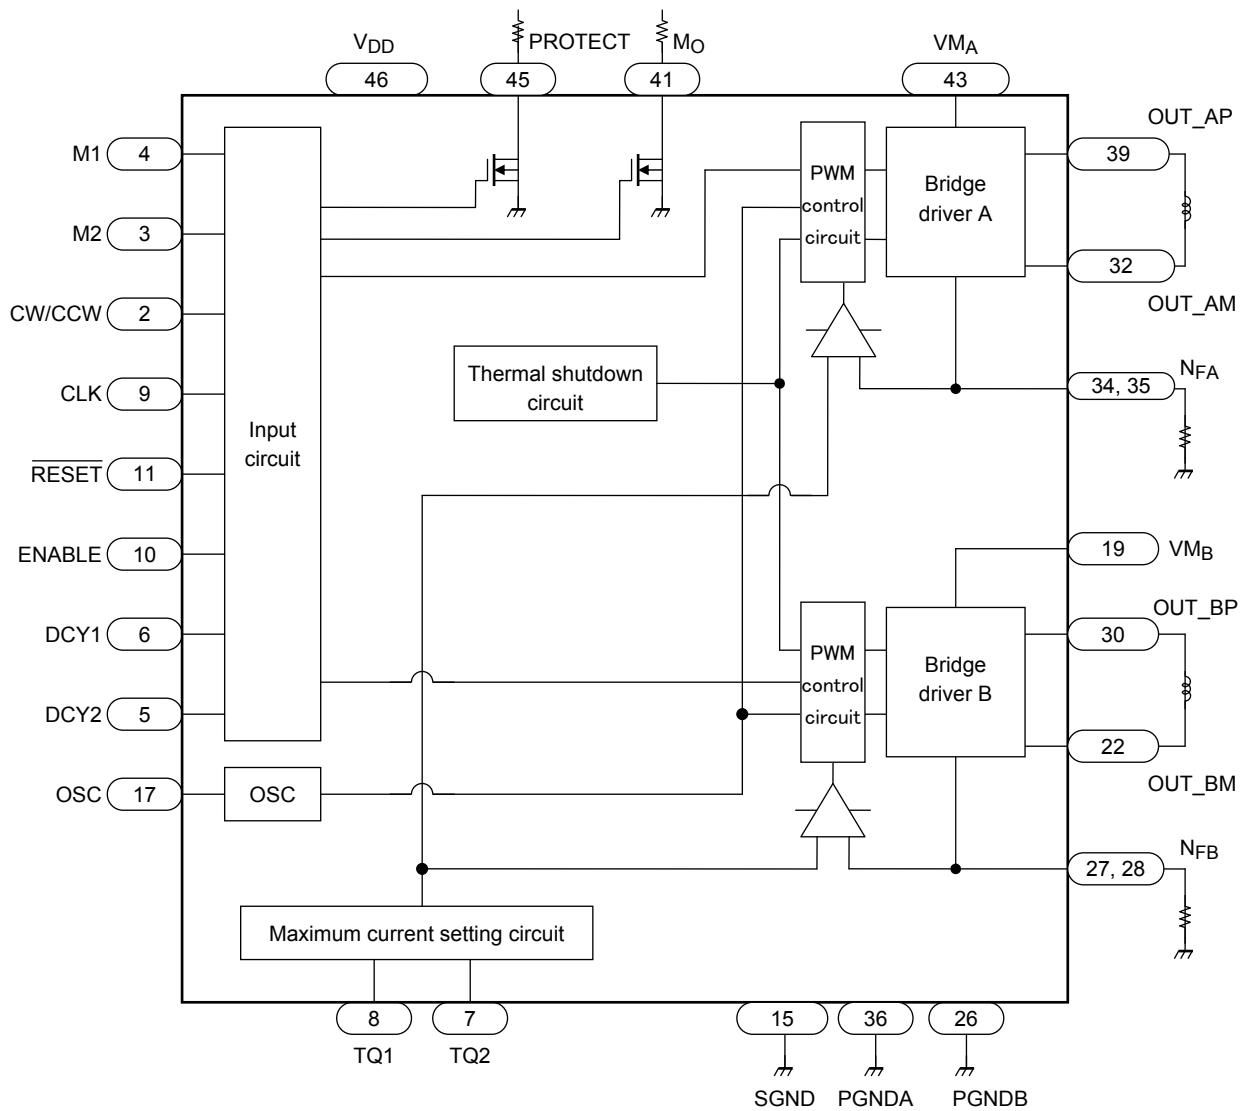 VDD
PROTECT
MO
VMA
46
45
41
43
OUT_AP
M1
4
39
PWM
control
circuit
Bridge
driver A
M2
3
32
OUT_AM
CW/CCW
2
Thermal shutdown
circuit
NFA
34, 35
CLK
9
Input
circuit
RESET
11
ENABLE
10
19
VMB
OUT_BP
DCY1
6
30
PWM
control
circuit
Bridge
driver B
DCY2
5
22
OUT_BM
OSC
17
OSC
NFB
27, 28
Maximum current setting circuit
8
7
15
36
26
TQ1
TQ2
SGND
PGNDA
PGNDB